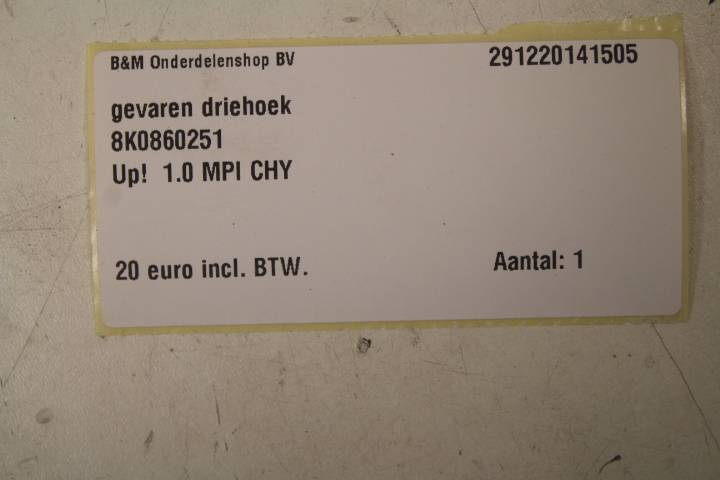 B&M Onderdelenshop BV 291220141505
gevaren driehoek
8K0860251
Up! 1.0 MPI CHY
20 euro incl. BTW. Aantal: 1